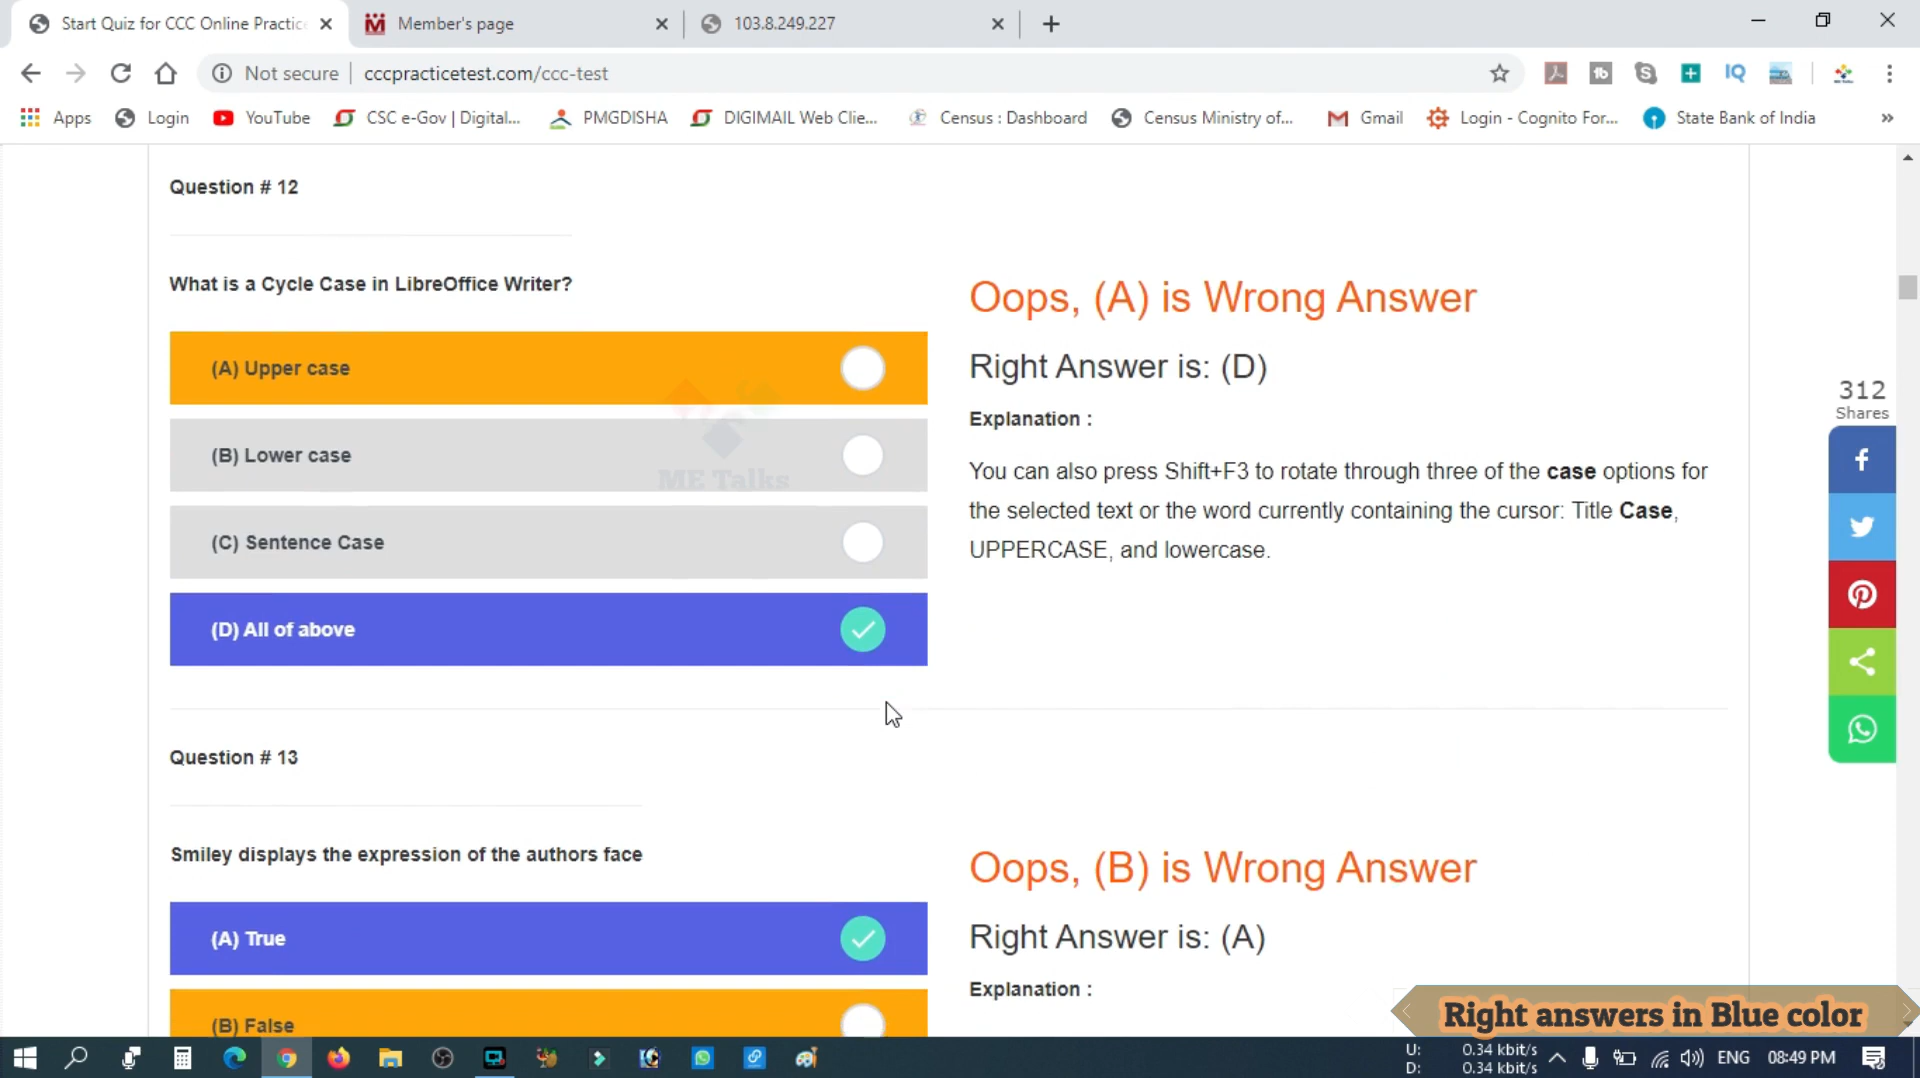 Start Quiz for CCC Online Practice
Member's page
103.8.249.227
Not secure
cccpracticetest.com/ccc-test
Apps
Login
YouTube
CSC e-Gov | Digital...
PMGDISHA
DIGIMAIL Web Clie...
Census : Dashboard
Census Ministry of...
Gmail
Login - Cognito For...
State Bank of India
»
Question # 12
What is a Cycle Case in LibreOffice Writer?
(A) Upper case
(B) Lower case
(C) Sentence Case
(D) All of above
ME Talks
Oops, (A) is Wrong Answer
Right Answer is: (D)
Explanation :
You can also press Shift+F3 to rotate through three of the case options for
the selected text or the word currently containing the cursor: Title Case,
UPPERCASE, and lowercase.
312
Shares
Question # 13
Smiley displays the expression of the authors face
(A) True
(B) False
Oops, (B) is Wrong Answer
Right Answer is: (A)
Explanation :
Right answers in Blue color
U: 0.34 kbit/s
D: 0.34 kbit/s
ENG
08:49 PM